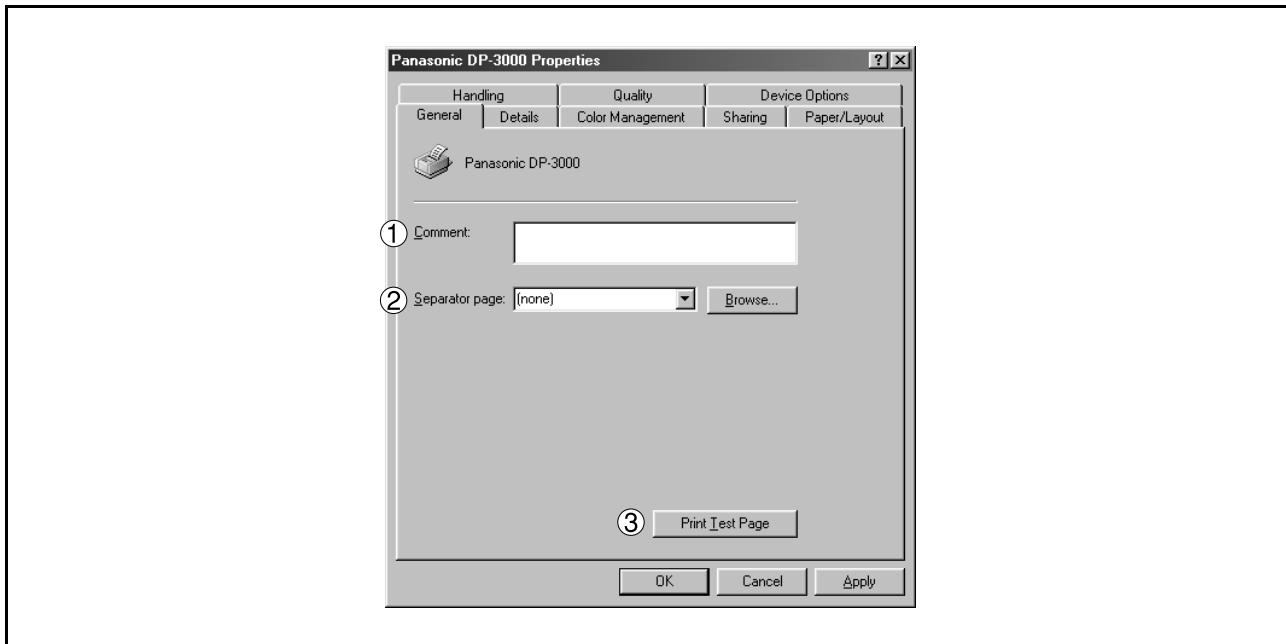 Panasonic DP-3000 Properties
Handling Quality Device Options
General Details Color Management Sharing Paper/Layout
Panasonic DP-3000
① Comment:
② Separator page: (none) Browse...
③ Print Test Page
OK Cancel Apply